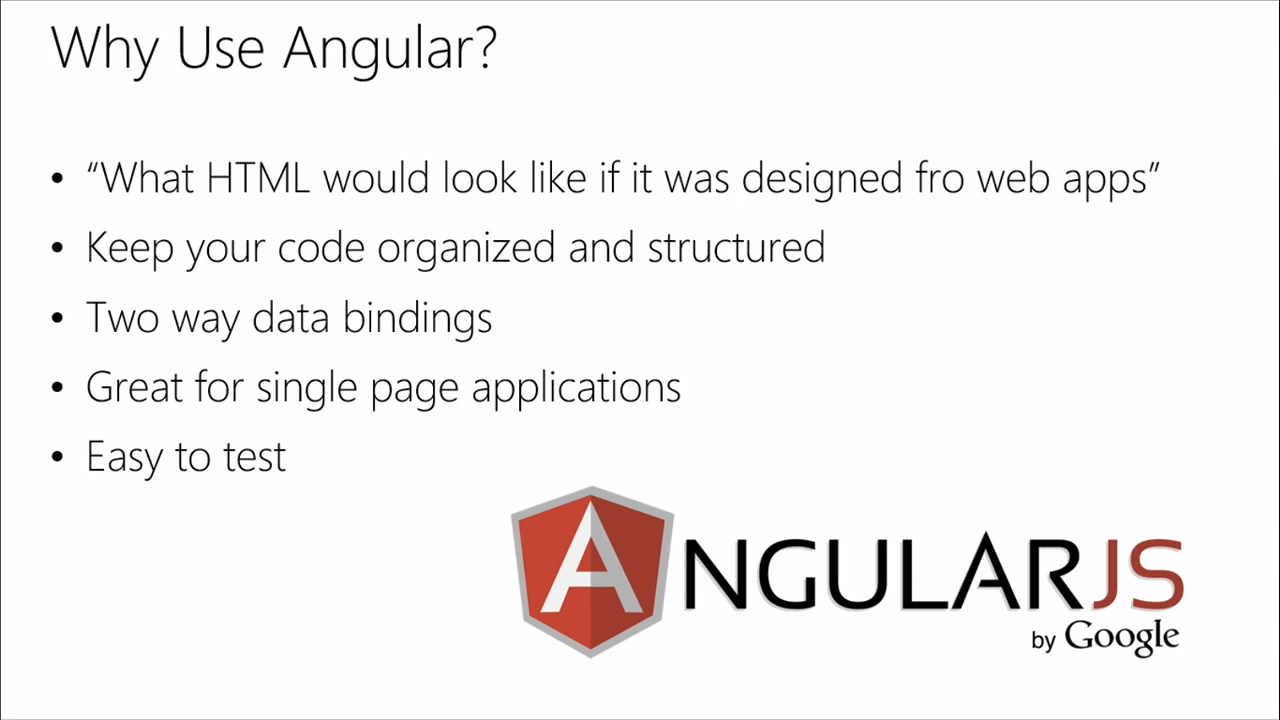 Why Use Angular?
• “What HTML would look like if it was designed fro web apps”
• Keep your code organized and structured
• Two way data bindings
• Great for single page applications
• Easy to test
ANGULARJS
by Google